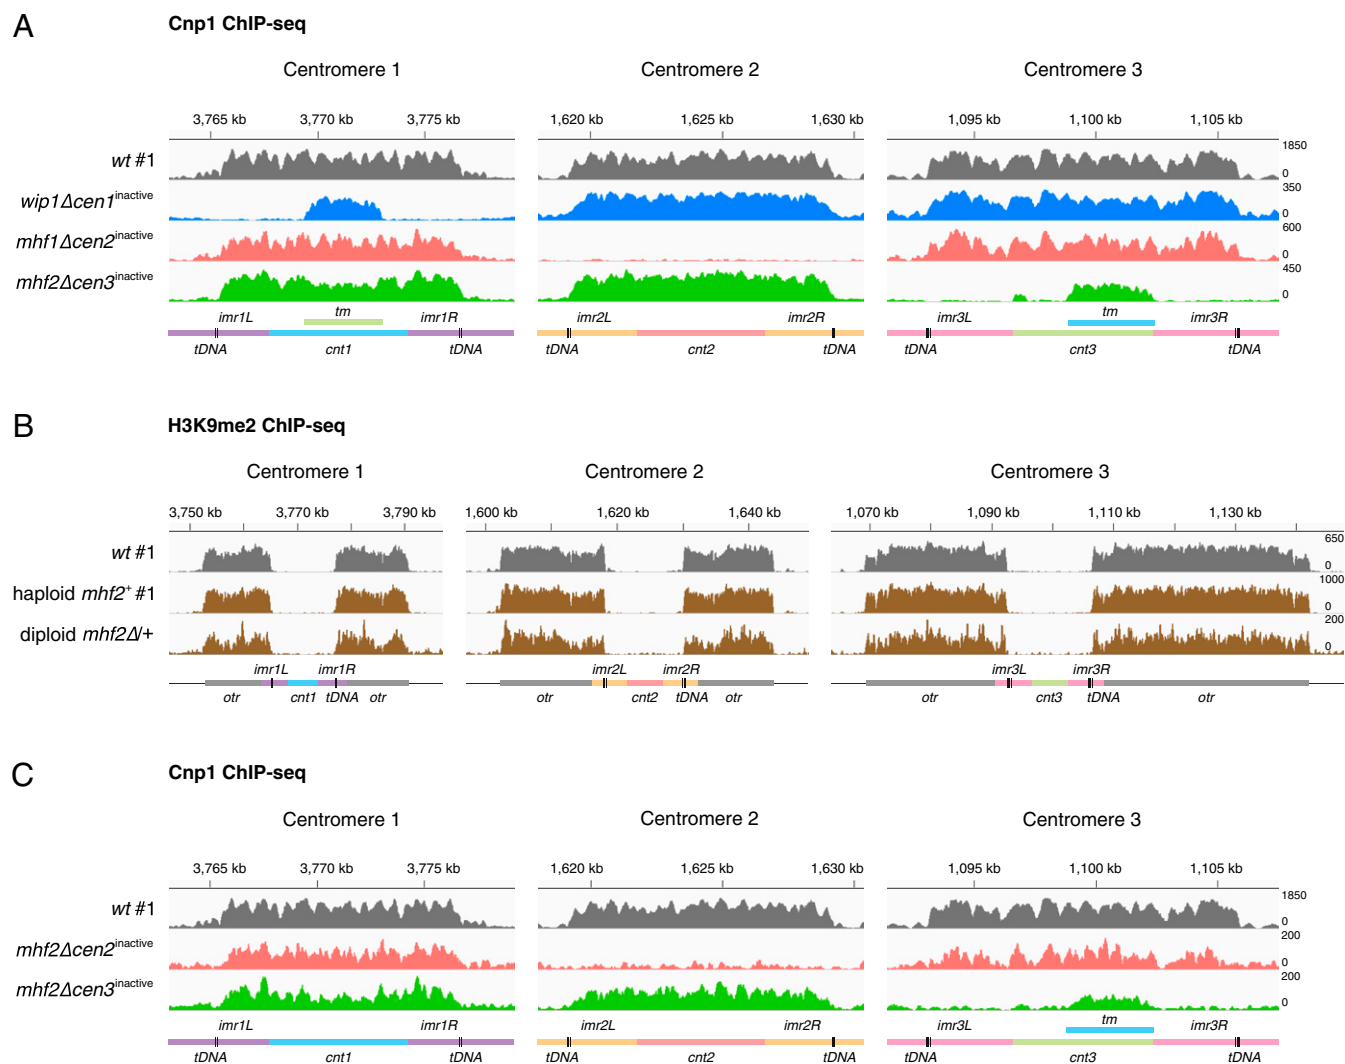 A
Cnp1 ChIP-seq
Centromere 1 Centromere 2 Centromere 3
3,765 kb 3,770 kb 3,775 kb 1,620 kb 1,625 kb 1,630 kb 1,095 kb 1,100 kb 1,105 kb
wt #1 1850 0
wip1Δcen1inactive 350 0
mhf1Δcen2inactive 600 0
mhf2Δcen3inactive 450 0
imr1L tm imr1R imr2L imr2R imr3L tm imr3R
tDNA cnt1 tDNA tDNA cnt2 tDNA tDNA cnt3 tDNA
B
H3K9me2 ChIP-seq
Centromere 1 Centromere 2 Centromere 3
3,750 kb 3,770 kb 3,790 kb 1,600 kb 1,620 kb 1,640 kb 1,070 kb 1,090 kb 1,110 kb 1,130 kb
wt #1 650 0
haploid mhf2+ #1 1000 0
diploid mhf2Δ/+ 200 0
imr1L imr1R imr2L imr2R imr3L imr3R
otr cnt1 tDNA otr otr cnt2 tDNA otr otr cnt3 tDNA otr
C
Cnp1 ChIP-seq
Centromere 1 Centromere 2 Centromere 3
3,765 kb 3,770 kb 3,775 kb 1,620 kb 1,625 kb 1,630 kb 1,095 kb 1,100 kb 1,105 kb
wt #1 1850 0
mhf2Δcen2inactive 200 0
mhf2Δcen3inactive 200 0
imr1L imr1R imr2L imr2R imr3L tm imr3R
tDNA cnt1 tDNA tDNA cnt2 tDNA tDNA cnt3 tDNA